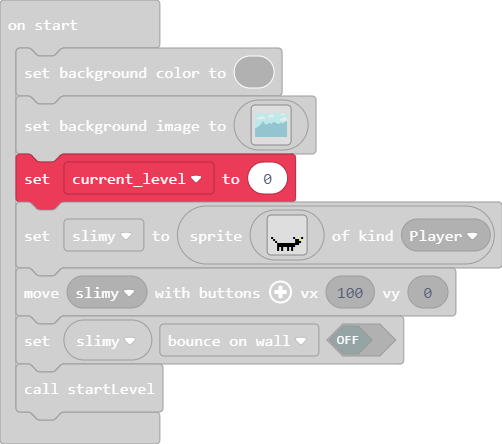 on start
set background color to
set background image to
set current_level to 0
set slimy to sprite of kind Player
move slimy with buttons vx 100 vy 0
set slimy bounce on wall OFF
call startLevel